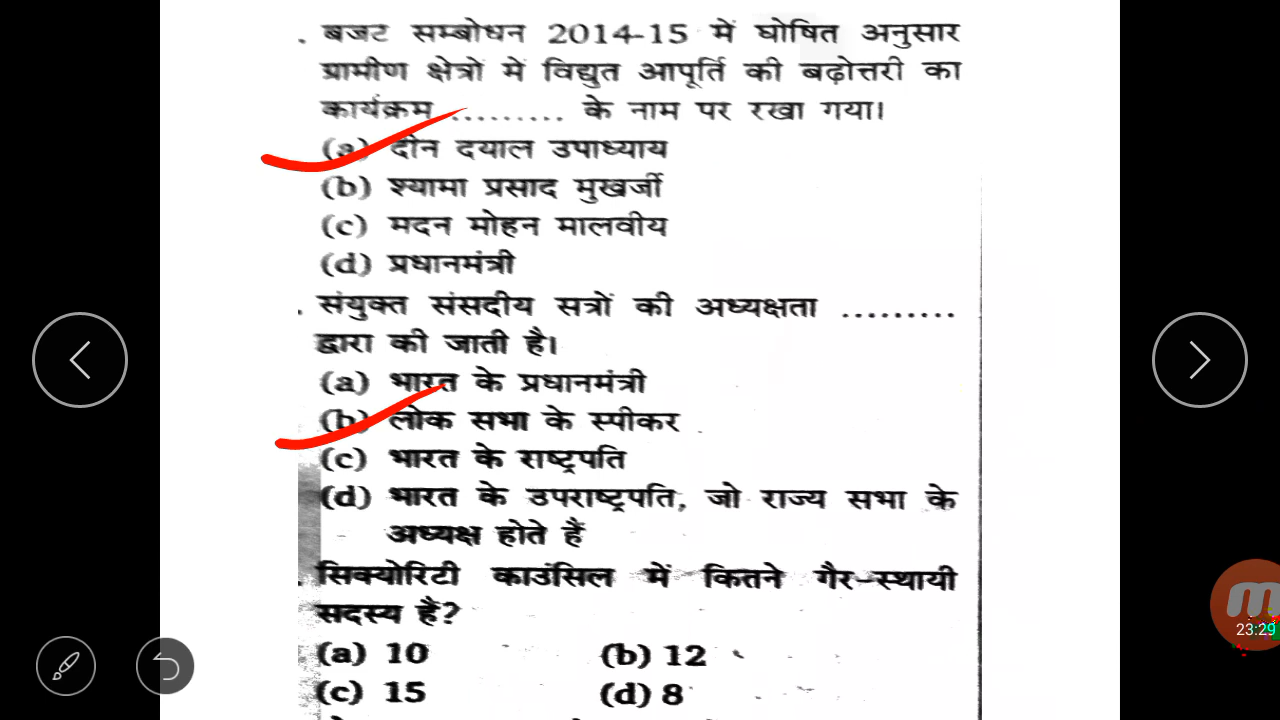 . बजट सम्बोधन 2014-15 में घोषित अनुसार
ग्रामीण क्षेत्रो मे विद्युत आपूर्ति की बढ़ोत्तरी का
कार्यक्रम ......... के नाम पर रखा गया।
(a) दीन दयाल उपाध्याय
(b) श्यामा प्रसाद मुखर्जी
(c) मदन मोहन मालवीय
(d) प्रधानमंत्री
. संयुक्त संसदीय सत्रों की अध्यक्षता .........
द्वारा की जाती है।
(a) भारत के प्रधानमंत्री
(b) लोक सभा के स्पीकर
(c) भारत के राष्ट्रपति
(d) भारत के उपराष्ट्रपति, जो राज्य सभा के
अध्यक्ष होते हैं
. सिक्योरिटी काउंसिल में कितने गैर-स्थायी
सदस्य हैं?
(a) 10 (b) 12
(c) 15 (d) 8
23:29